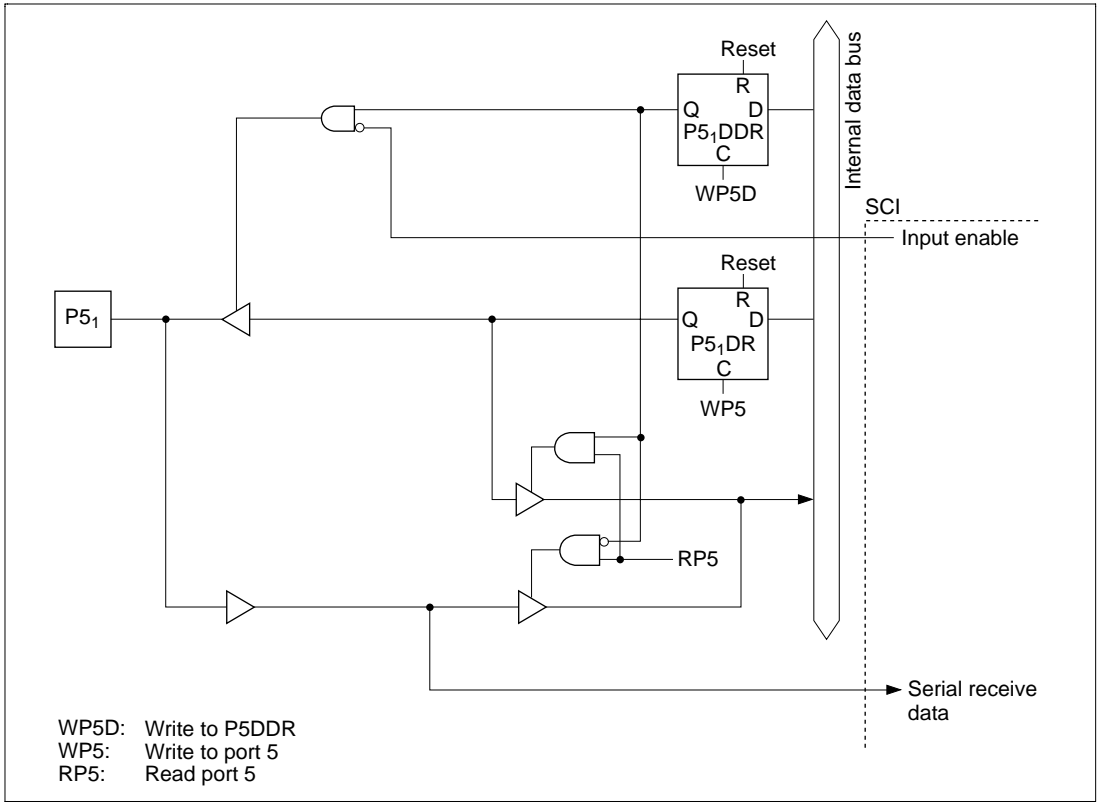 Reset
R
Q D
P5₁DDR
C
WP5D
Internal data bus
SCI
Input enable
Reset
R
P5₁
Q D
P5₁DR
C
WP5
RP5
Serial receive
data
WP5D: Write to P5DDR
WP5: Write to port 5
RP5: Read port 5